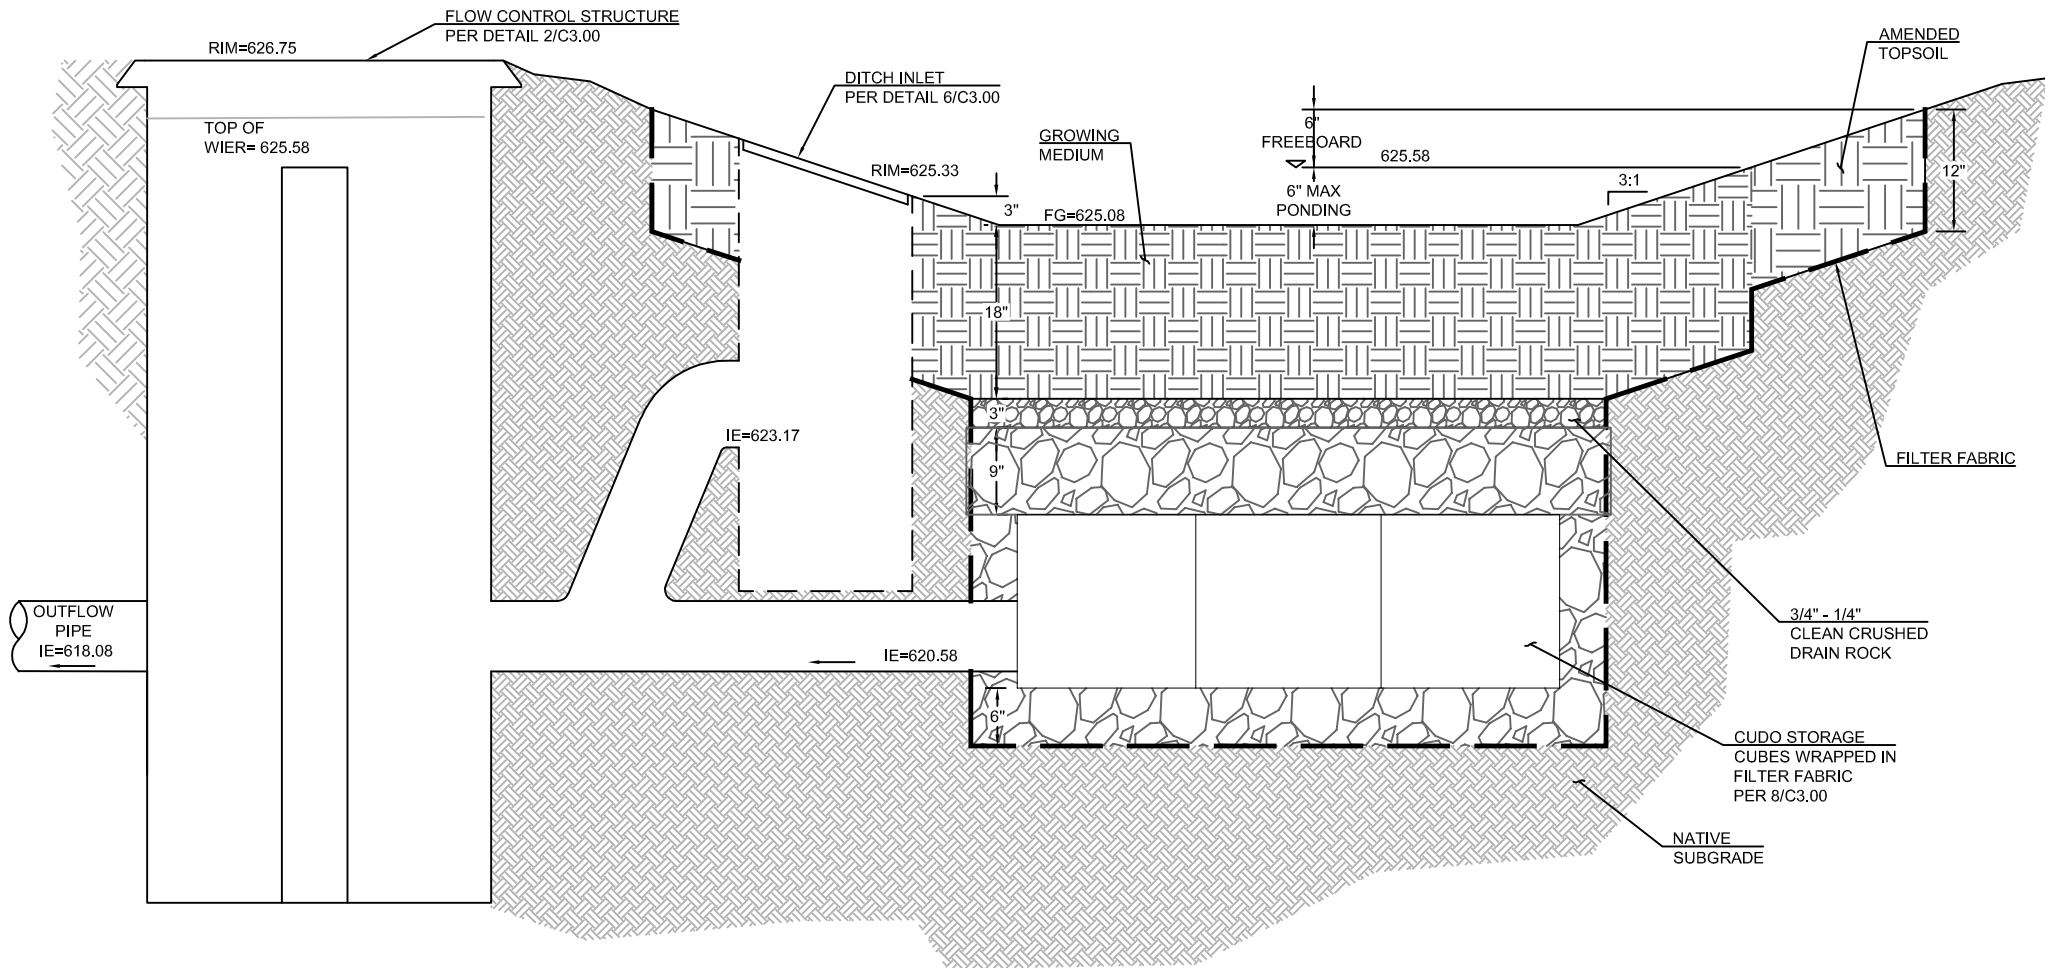 FLOW CONTROL STRUCTURE
PER DETAIL 2/C3.00
RIM=626.75
TOP OF
WIER= 625.58
DITCH INLET
PER DETAIL 6/C3.00
RIM=625.33
3"
FG=625.08
GROWING
MEDIUM
6"
FREEBOARD
625.58
6" MAX
PONDING
3:1
AMENDED
TOPSOIL
12"
18"
3"
9"
IE=623.17
FILTER FABRIC
OUTFLOW
PIPE
IE=618.08
IE=620.58
6"
3/4" - 1/4"
CLEAN CRUSHED
DRAIN ROCK
CUDO STORAGE
CUBES WRAPPED IN
FILTER FABRIC
PER 8/C3.00
NATIVE
SUBGRADE